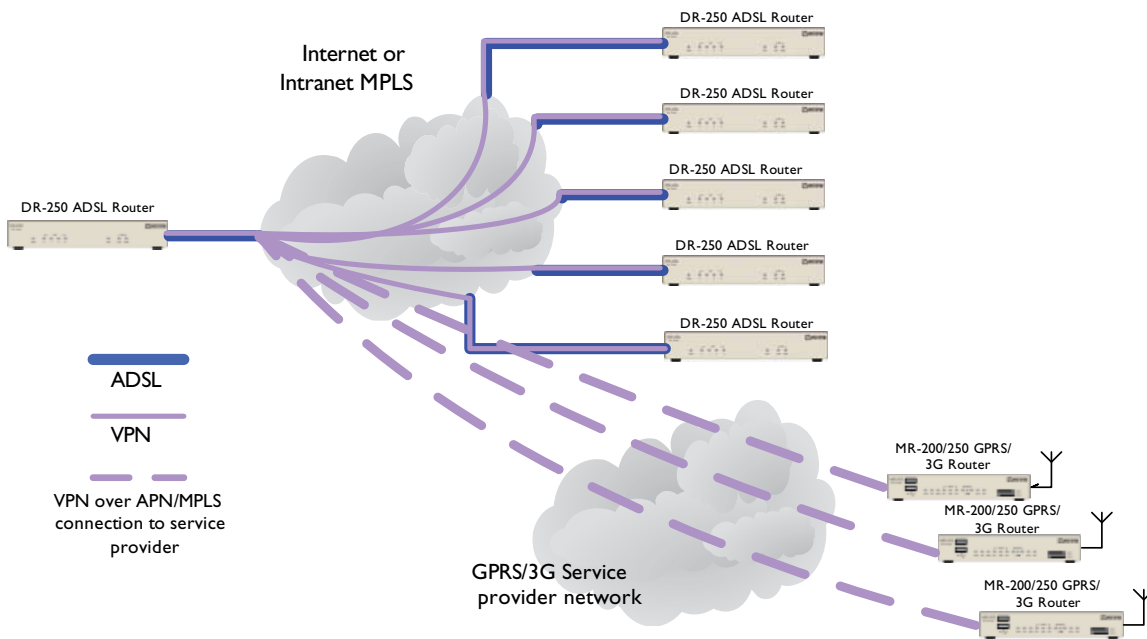 DR-250 ADSL Router
Internet or
Intranet MPLS
DR-250 ADSL Router
DR-250 ADSL Router
DR-250 ADSL Router
DR-250 ADSL Router
DR-250 ADSL Router
ADSL
VPN
VPN over APN/MPLS
connection to service
provider
MR-200/250 GPRS/
3G Router
MR-200/250 GPRS/
3G Router
GPRS/3G Service
provider network
MR-200/250 GPRS/
3G Router